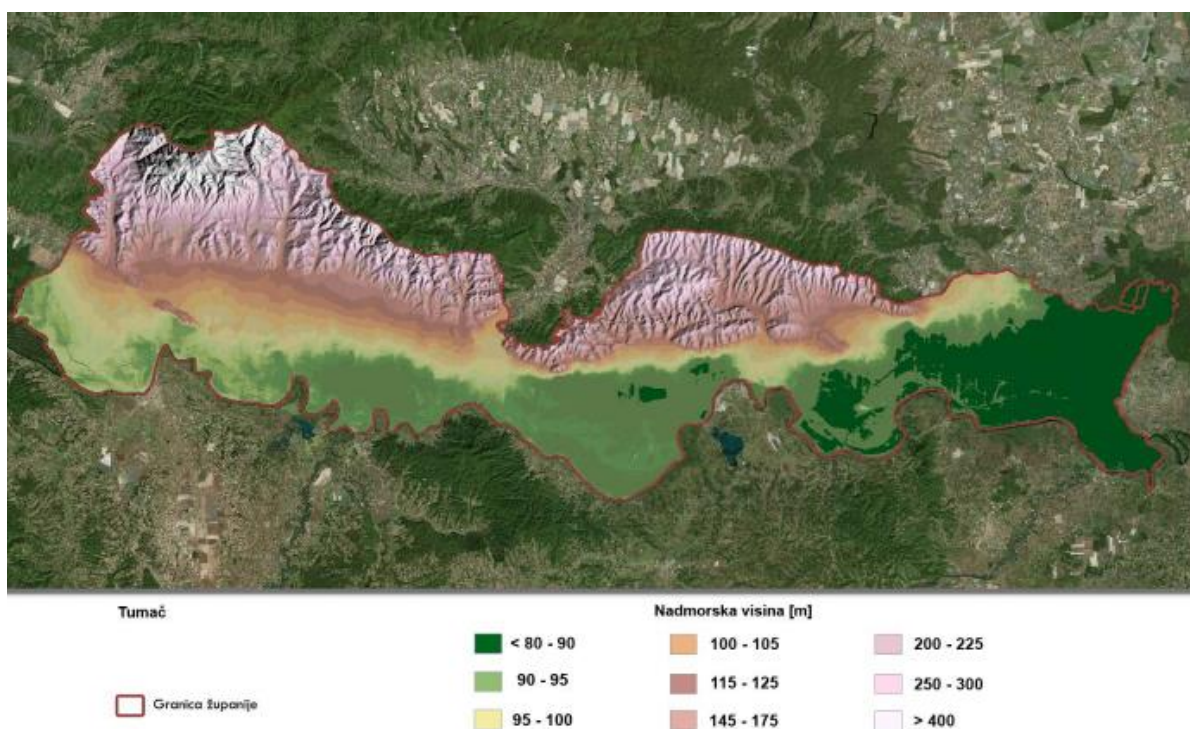 Tumač
Nadmorska visina [m]
Granica županije
< 80 - 90
90 - 95
95 - 100
100 - 105
115 - 125
145 - 175
200 - 225
250 - 300
> 400